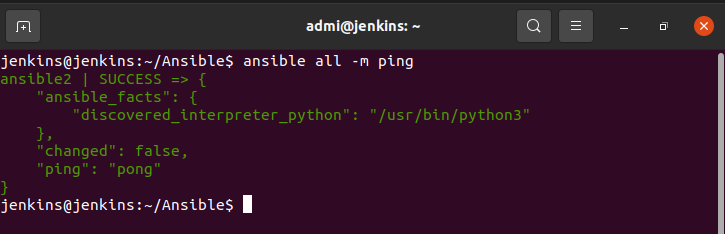 admi@jenkins: ~
jenkins@jenkins:~/Ansible$ ansible all -m ping
ansible2 | SUCCESS => {
    "ansible_facts": {
        "discovered_interpreter_python": "/usr/bin/python3"
    },
    "changed": false,
    "ping": "pong"
}
jenkins@jenkins:~/Ansible$